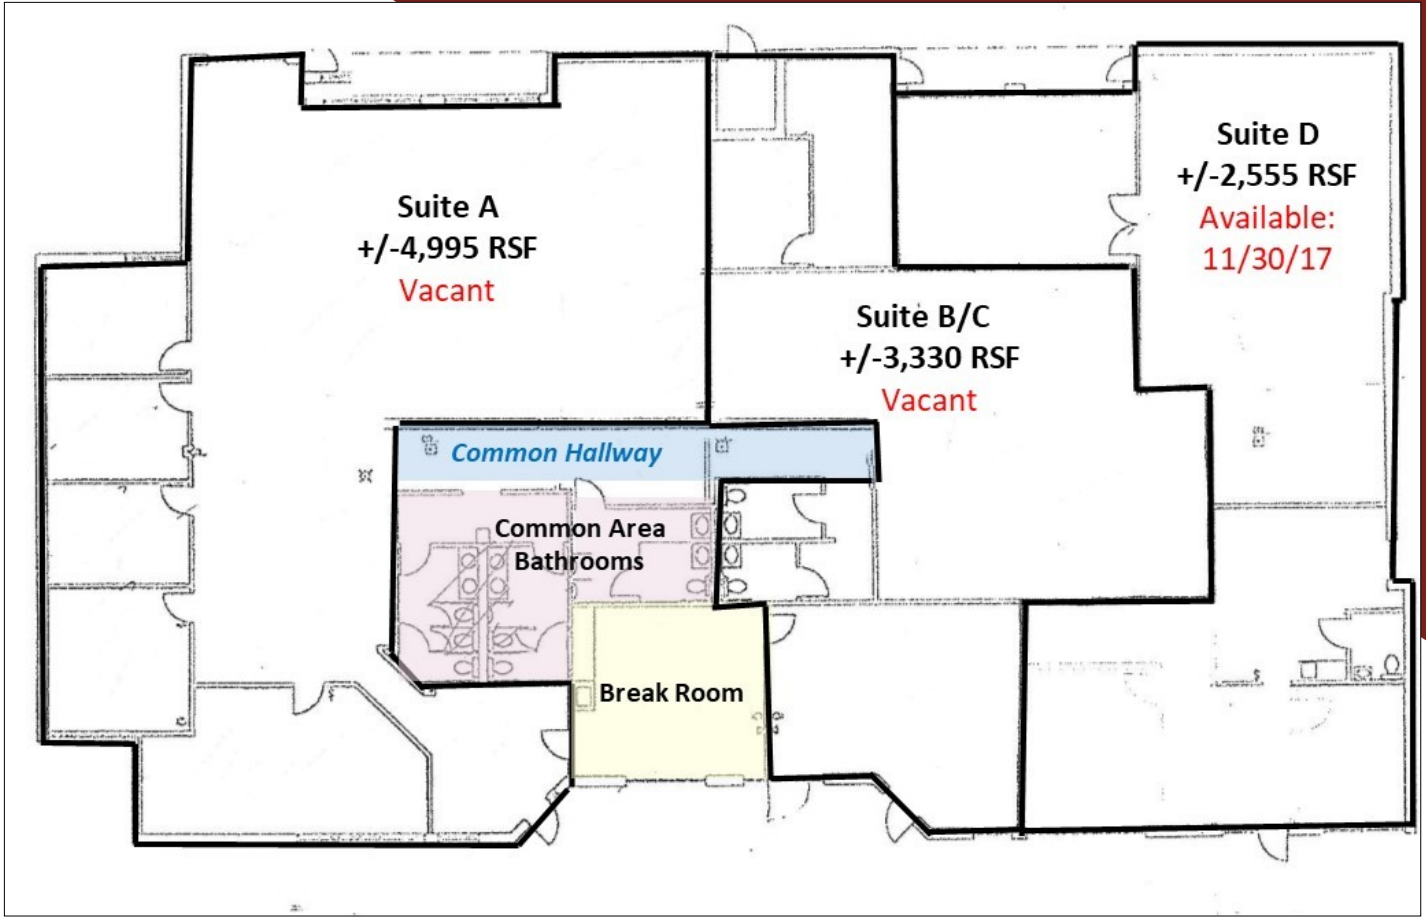 Suite A
+/-4,995 RSF
Vacant
Suite B/C
+/-3,330 RSF
Vacant
Suite D
+/-2,555 RSF
Available:
11/30/17
Common Hallway
Common Area
Bathrooms
Break Room